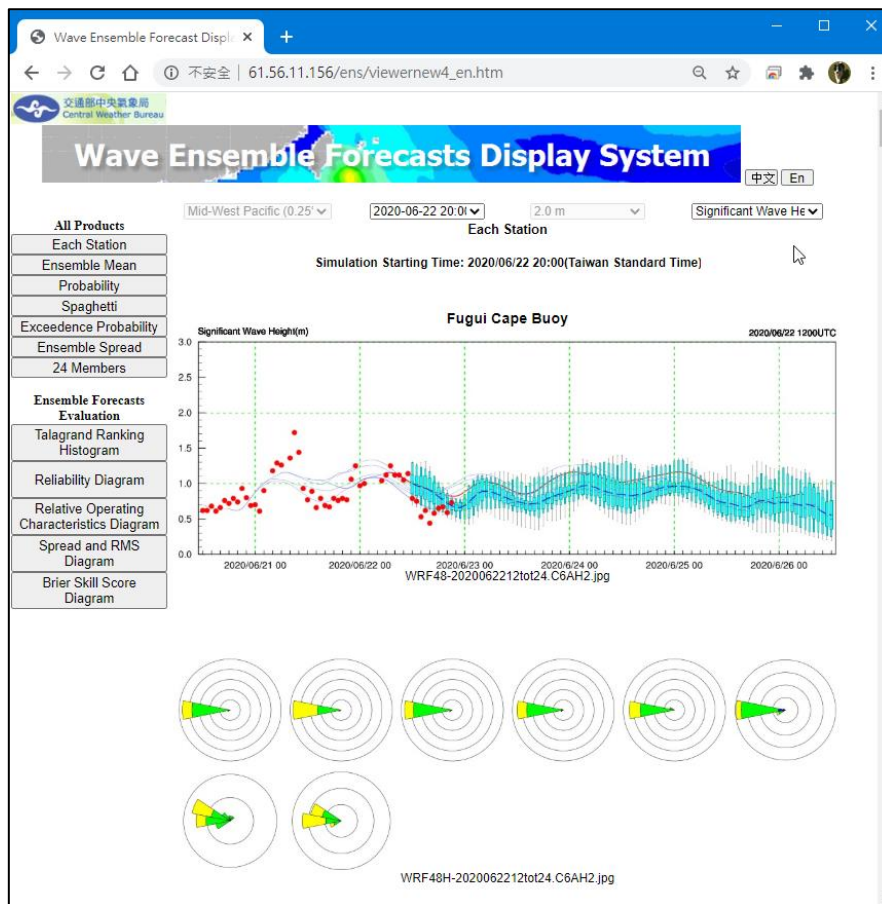 Wave Ensemble Forecast Displa
不安全 | 61.56.11.156/ens/viewernew4_en.htm
交通部中央氣象局
Central Weather Bureau
Wave Ensemble Forecasts Display System
中文 En
Mid-West Pacific (0.25°
2020-06-22 20:00
2.0 m
Significant Wave He
Each Station
Simulation Starting Time: 2020/06/22 20:00(Taiwan Standard Time)
All Products
Each Station
Ensemble Mean
Probability
Spaghetti
Exceedence Probability
Ensemble Spread
24 Members
Ensemble Forecasts
Evaluation
Talagrand Ranking
Histogram
Reliability Diagram
Relative Operating
Characteristics Diagram
Spread and RMS
Diagram
Brier Skill Score
Diagram
Fugui Cape Buoy
Significant Wave Height(m)
2020/06/22 1200UTC
3.0
2.5
2.0
1.5
1.0
0.5
0.0
2020/06/21 00
2020/06/22 00
2020/6/23 00
2020/6/24 00
2020/6/25 00
2020/6/26 00
WRF48-2020062212tot24.C6AH2.jpg
WRF48H-2020062212tot24.C6AH2.jpg